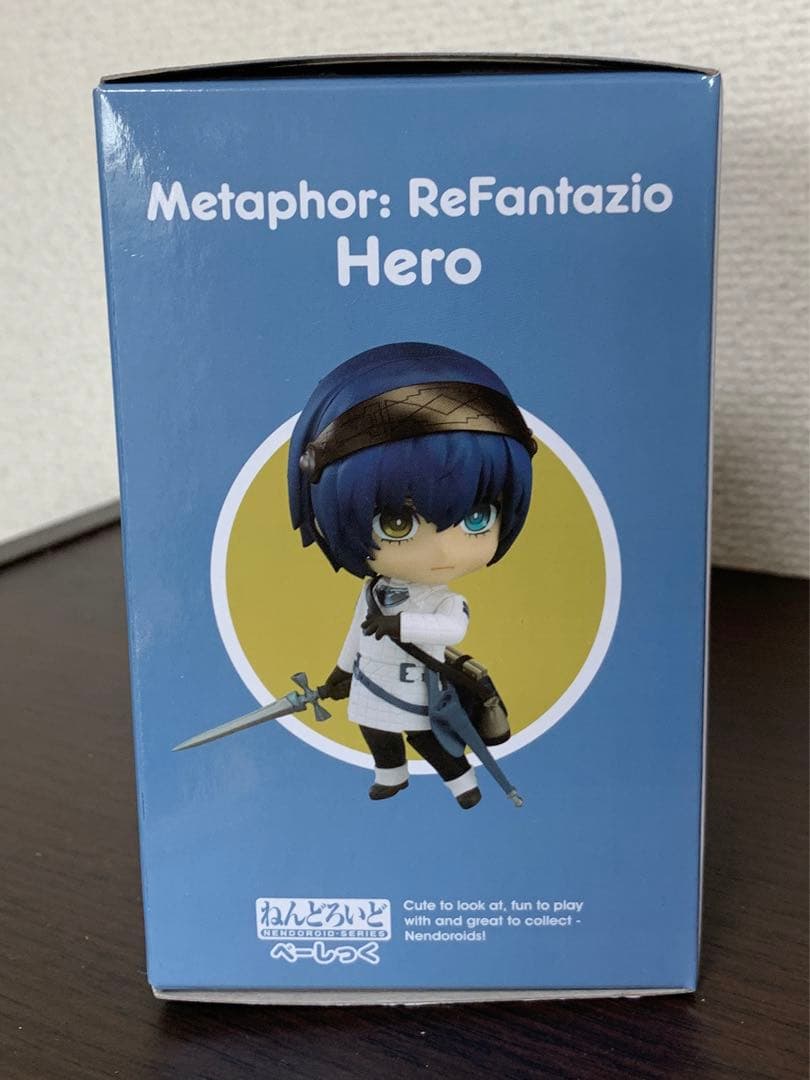 Metaphor: ReFantazio
Hero
ねんどろいど
NENDOROID-SERIES
べーしっく
Cute to look at, fun to play
with and great to collect -
Nendoroids!